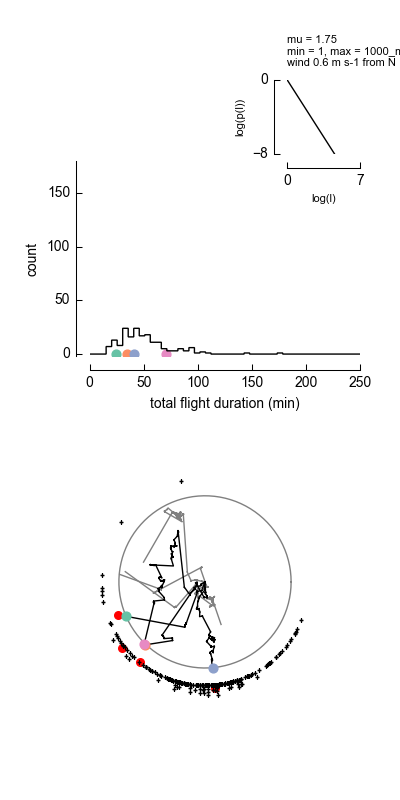 mu = 1.75
min = 1, max = 1000_m
wind 0.6 m s-1 from N
0
log(p(l))
−8
0
7
log(l)
150
100
50
0
count
0
50
100
150
200
250
total flight duration (min)